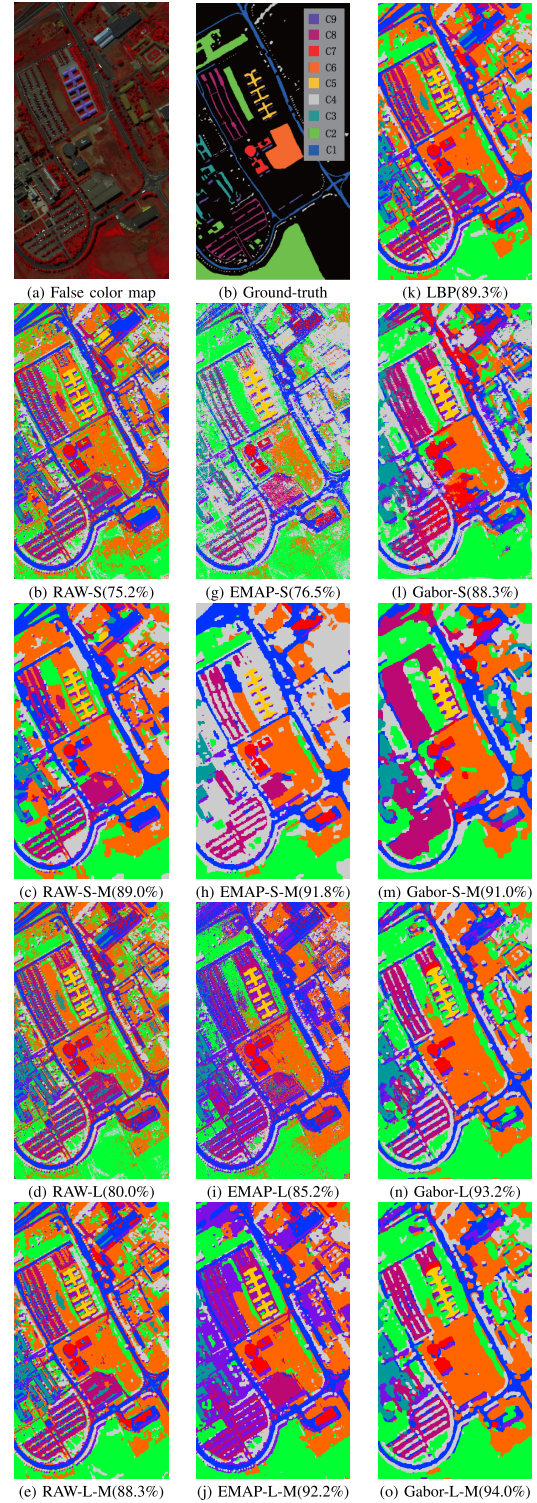 C9
C8
C7
C6
C5
C4
C3
C2
C1
(a) False color map
(b) Ground-truth
(k) LBP(89.3%)
(b) RAW-S(75.2%)
(g) EMAP-S(76.5%)
(l) Gabor-S(88.3%)
(c) RAW-S-M(89.0%)
(h) EMAP-S-M(91.8%)
(m) Gabor-S-M(91.0%)
(d) RAW-L(80.0%)
(i) EMAP-L(85.2%)
(n) Gabor-L(93.2%)
(e) RAW-L-M(88.3%)
(j) EMAP-L-M(92.2%)
(o) Gabor-L-M(94.0%)